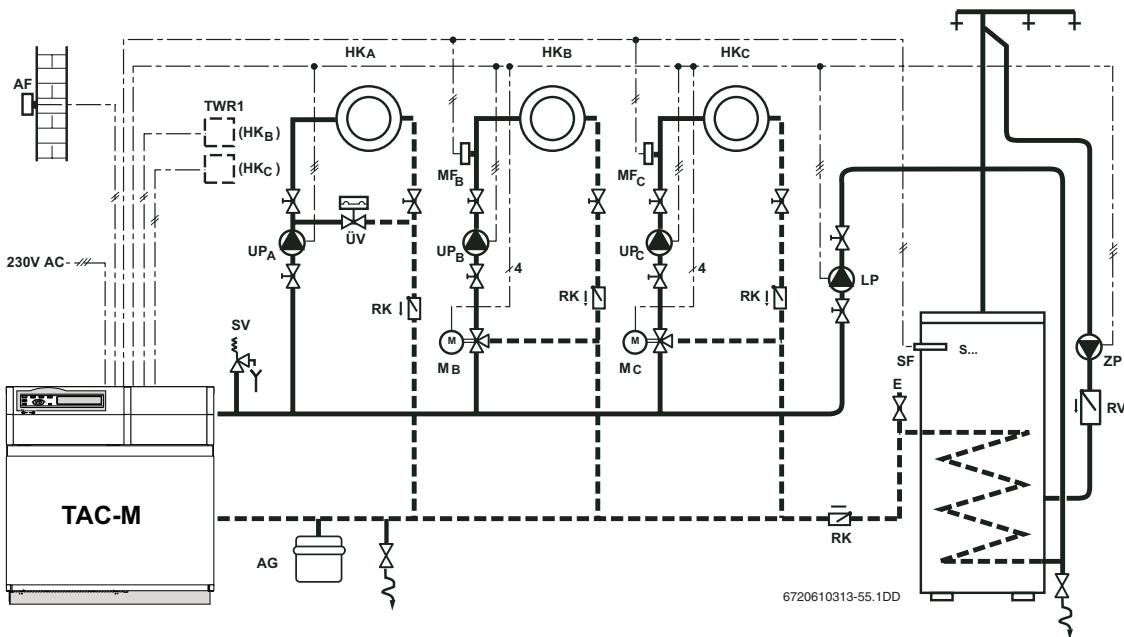 HKA
HKB
HKC
AF
TWR1
(HKB)
(HKC)
MFB
MFC
ÜV
UPA
UPB
UPC
230V AC
4
4
LP
RK
RK
RK
SV
M
M
MB
MC
SF
S...
ZP
E
RV
TAC-M
AG
RK
6720610313-55.1DD